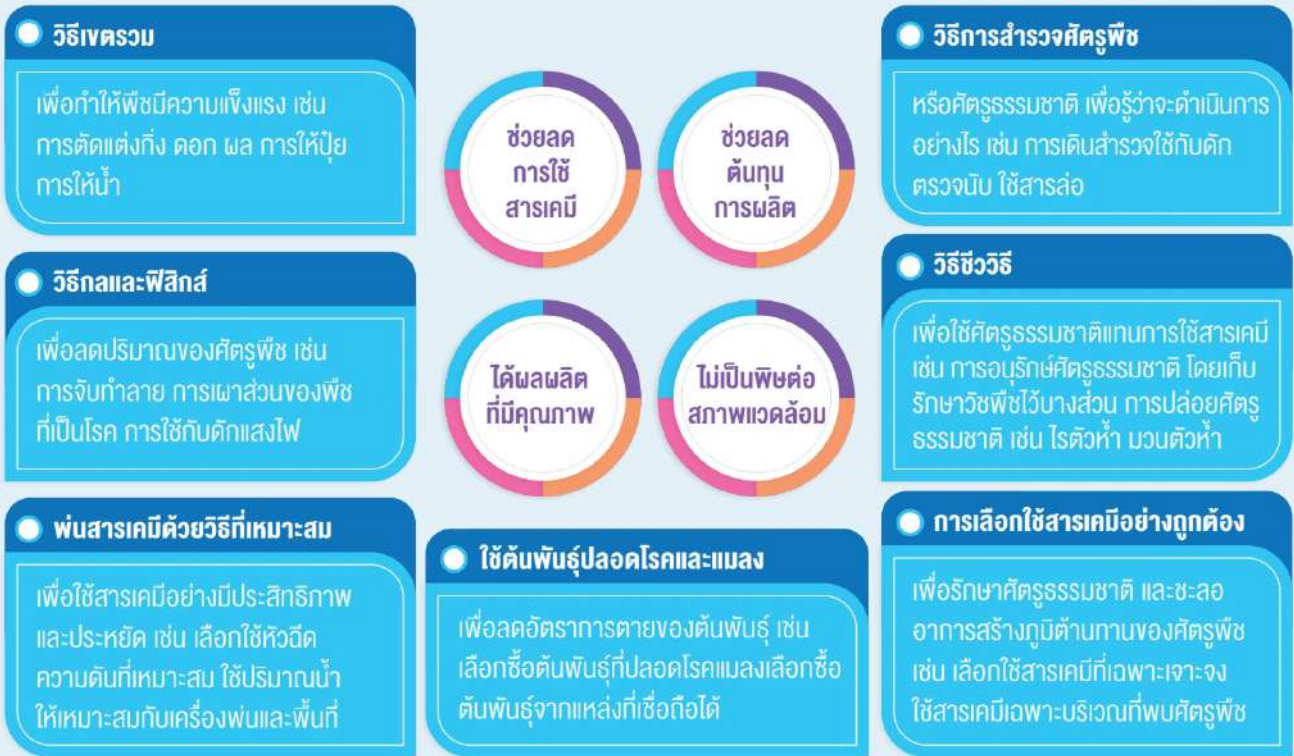 วิธีเขตรวม
เพื่อทำให้พืชมีความแข็งแรง เช่น
การตัดแต่งกิ่ง ดอก ผล การให้ปุ๋ย
การให้น้ำ
วิธีกลและฟิสิกส์
เพื่อลดปริมาณของศัตรูพืช เช่น
การจับทำลาย การเผาส่วนของพืช
ที่เป็นโรค การใช้กับดักแสงไฟ
พ่นสารเคมีด้วยวิธีที่เหมาะสม
เพื่อใช้สารเคมีอย่างมีประสิทธิภาพ
และประหยัด เช่น เลือกใช้หัวฉีด
ความดันที่เหมาะสม ใช้ปริมาณน้ำ
ให้เหมาะสมกับเครื่องพ่นและพื้นที่
ช่วยลด
การใช้
สารเคมี
ช่วยลด
ต้นทุน
การผลิต
ได้ผลผลิต
ที่มีคุณภาพ
ไม่เป็นพิษต่อ
สภาพแวดล้อม
ใช้ต้นพันธุ์ปลอดโรคและแมลง
เพื่อลดอัตราการตายของต้นพันธุ์ เช่น
เลือกซื้อต้นพันธุ์ที่ปลอดโรคแมลงเลือกซื้อ
ต้นพันธุ์จากแหล่งที่เชื่อถือได้
วิธีการสำรวจศัตรูพืช
หรือศัตรูธรรมชาติ เพื่อรู้ว่าจะดำเนินการ
อย่างไร เช่น การเดินสำรวจใช้กับดัก
ตรวจนับ ใช้สารล่อ
วิธีชีววิธี
เพื่อใช้ศัตรูธรรมชาติแทนการใช้สารเคมี
เช่น การอนุรักษ์ศัตรูธรรมชาติ โดยเก็บ
รักษาวัชพืชไว้บางส่วน การปล่อยศัตรู
ธรรมชาติ เช่น ไรตัวห้ำ มวนตัวห้ำ
การเลือกใช้สารเคมีอย่างถูกต้อง
เพื่อรักษาศัตรูธรรมชาติ และชะลอ
อาการสร้างภูมิต้านทานของศัตรูพืช
เช่น เลือกใช้สารเคมีที่เฉพาะเจาะจง
ใช้สารเคมีเฉพาะบริเวณที่พบศัตรูพืช